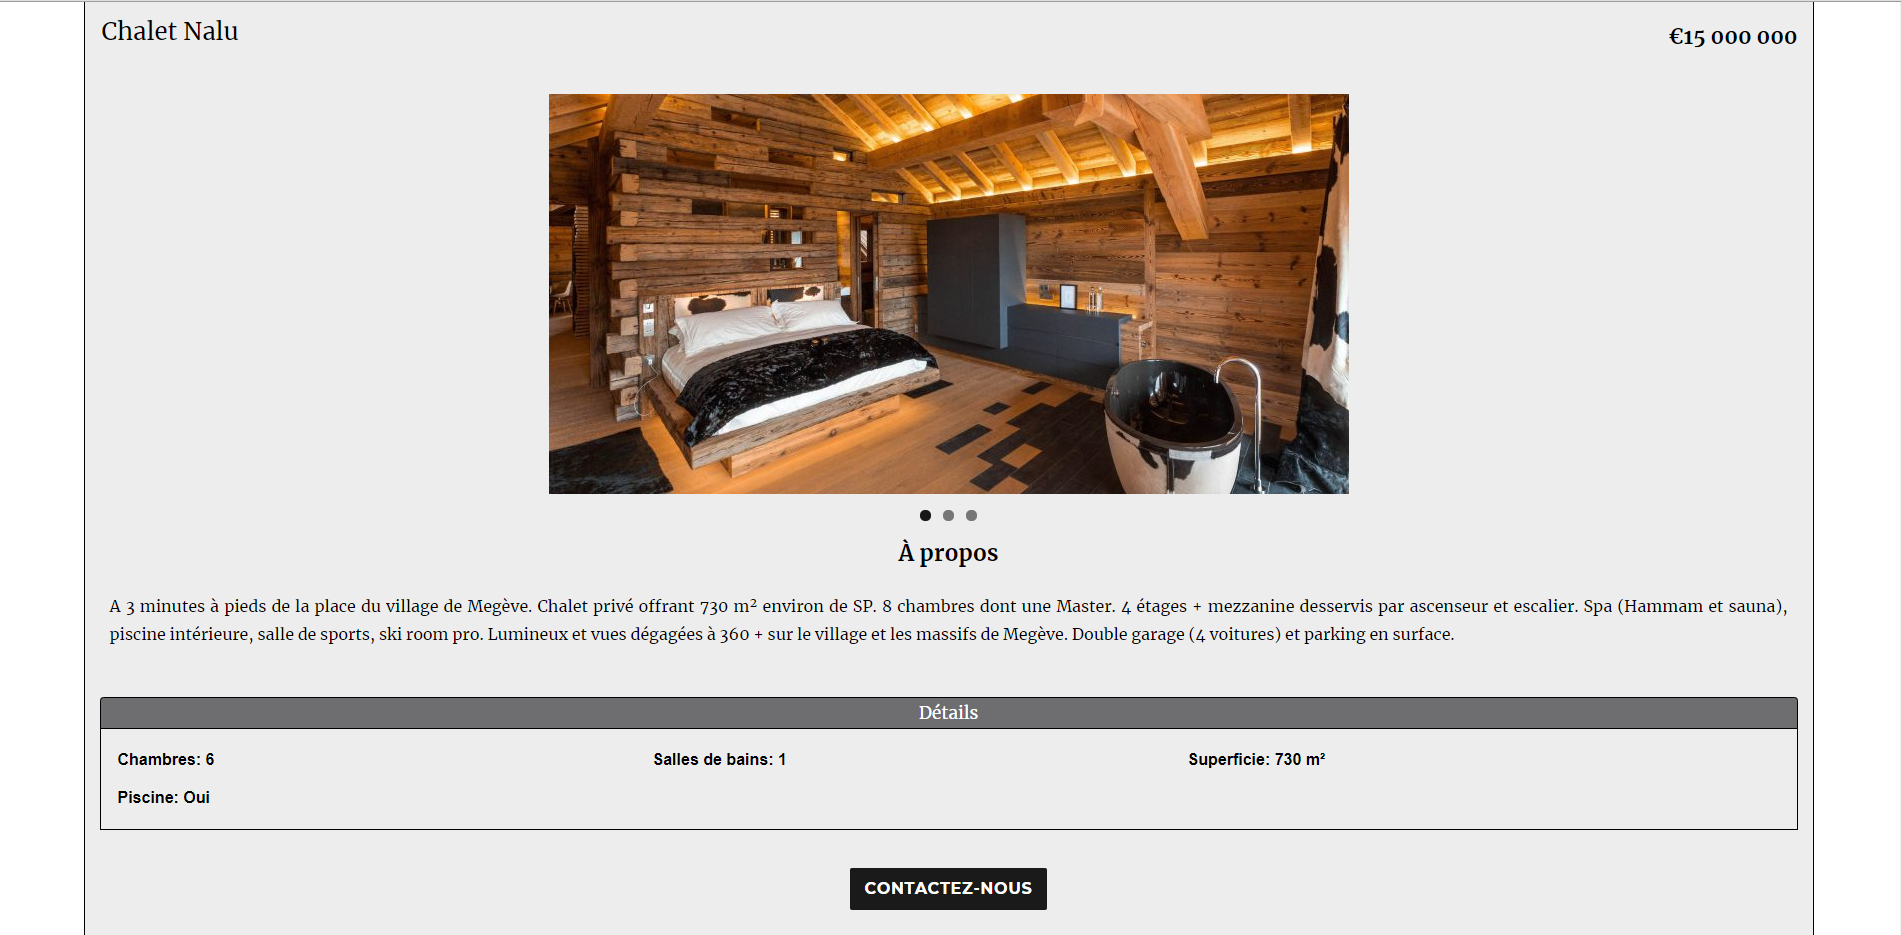 Chalet Nalu
€15 000 000
À propos
A 3 minutes à pieds de la place du village de Megève. Chalet privé offrant 730 m² environ de SP. 8 chambres dont une Master. 4 étages + mezzanine desservis par ascenseur et escalier. Spa (Hammam et sauna),
piscine intérieure, salle de sports, ski room pro. Lumineux et vues dégagées à 360 + sur le village et les massifs de Megève. Double garage (4 voitures) et parking en surface.
Détails
Chambres: 6
Salles de bains: 1
Superficie: 730 m²
Piscine: Oui
CONTACTEZ-NOUS